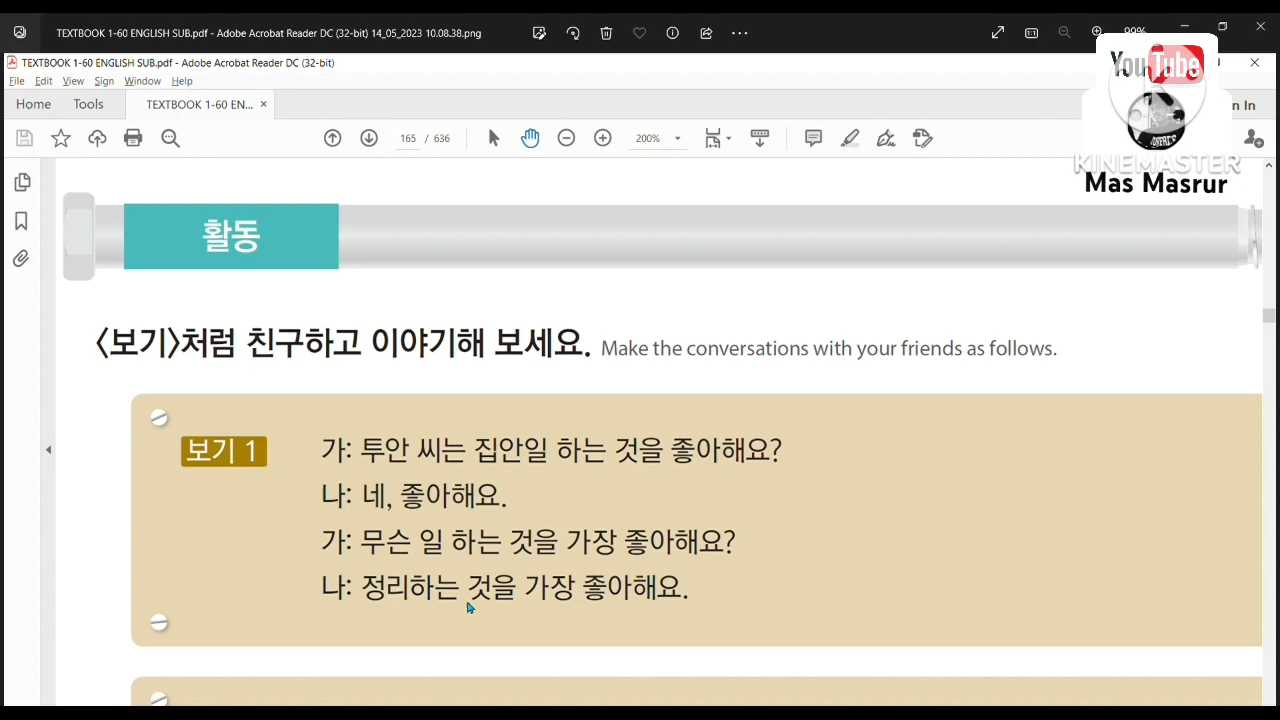 TEXTBOOK 1-60 ENGLISH SUB.pdf - Adobe Acrobat Reader DC (32-bit) 14_05_2023 10.08.38.png
99%
TEXTBOOK 1-60 ENGLISH SUB.pdf - Adobe Acrobat Reader DC (32-bit)
File Edit View Sign Window Help
YouTube
Home Tools TEXTBOOK 1-60 EN... × n In
165 / 636 200%
KINEMASTER
Mas Masrur
활동
<보기>처럼 친구하고 이야기해 보세요. Make the conversations with your friends as follows.
보기 1 가: 투안 씨는 집안일 하는 것을 좋아해요?
나: 네, 좋아해요.
가: 무슨 일 하는 것을 가장 좋아해요?
나: 정리하는 것을 가장 좋아해요.